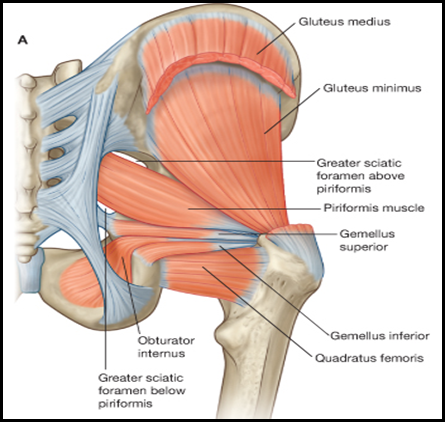 A
Gluteus medius
Gluteus minimus
Greater sciatic
foramen above
piriformis
Piriformis muscle
Gemellus
superior
Gemellus inferior
Quadratus femoris
Obturator
internus
Greater sciatic
foramen below
piriformis